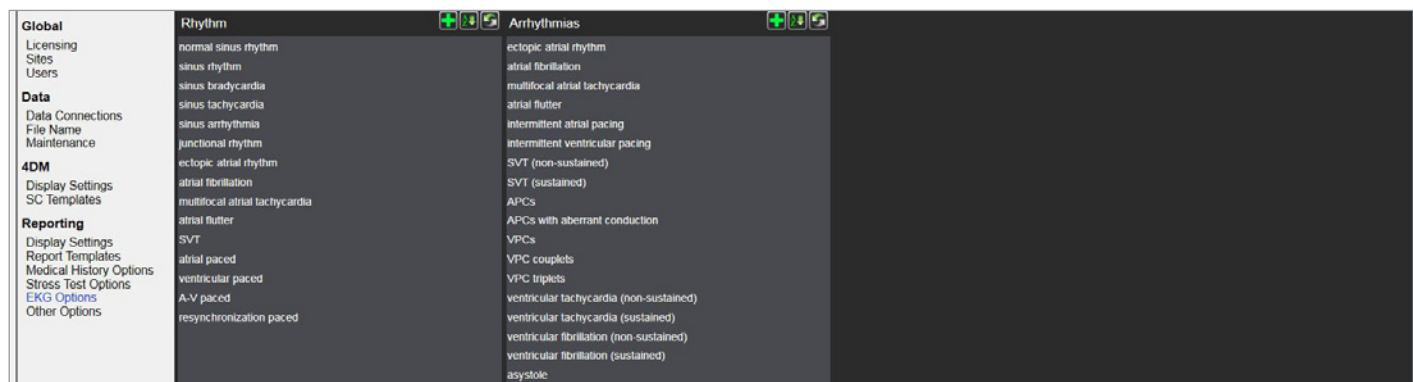 Global
Licensing
Sites
Users
Data
Data Connections
File Name
Maintenance
4DM
Display Settings
SC Templates
Reporting
Display Settings
Report Templates
Medical History Options
Stress Test Options
EKG Options
Other Options
Rhythm
normal sinus rhythm
sinus rhythm
sinus bradycardia
sinus tachycardia
sinus arrhythmia
junctional rhythm
ectopic atrial rhythm
atrial fibrillation
multifocal atrial tachycardia
atrial flutter
SVT
atrial paced
ventricular paced
A-V paced
resynchronization paced
Arrhythmias
ectopic atrial rhythm
atrial fibrillation
multifocal atrial tachycardia
atrial flutter
intermittent atrial pacing
intermittent ventricular pacing
SVT (non-sustained)
SVT (sustained)
APCs
APCs with aberrant conduction
VPCs
VPC couplets
VPC triplets
ventricular tachycardia (non-sustained)
ventricular tachycardia (sustained)
ventricular fibrillation (non-sustained)
ventricular fibrillation (sustained)
asystole